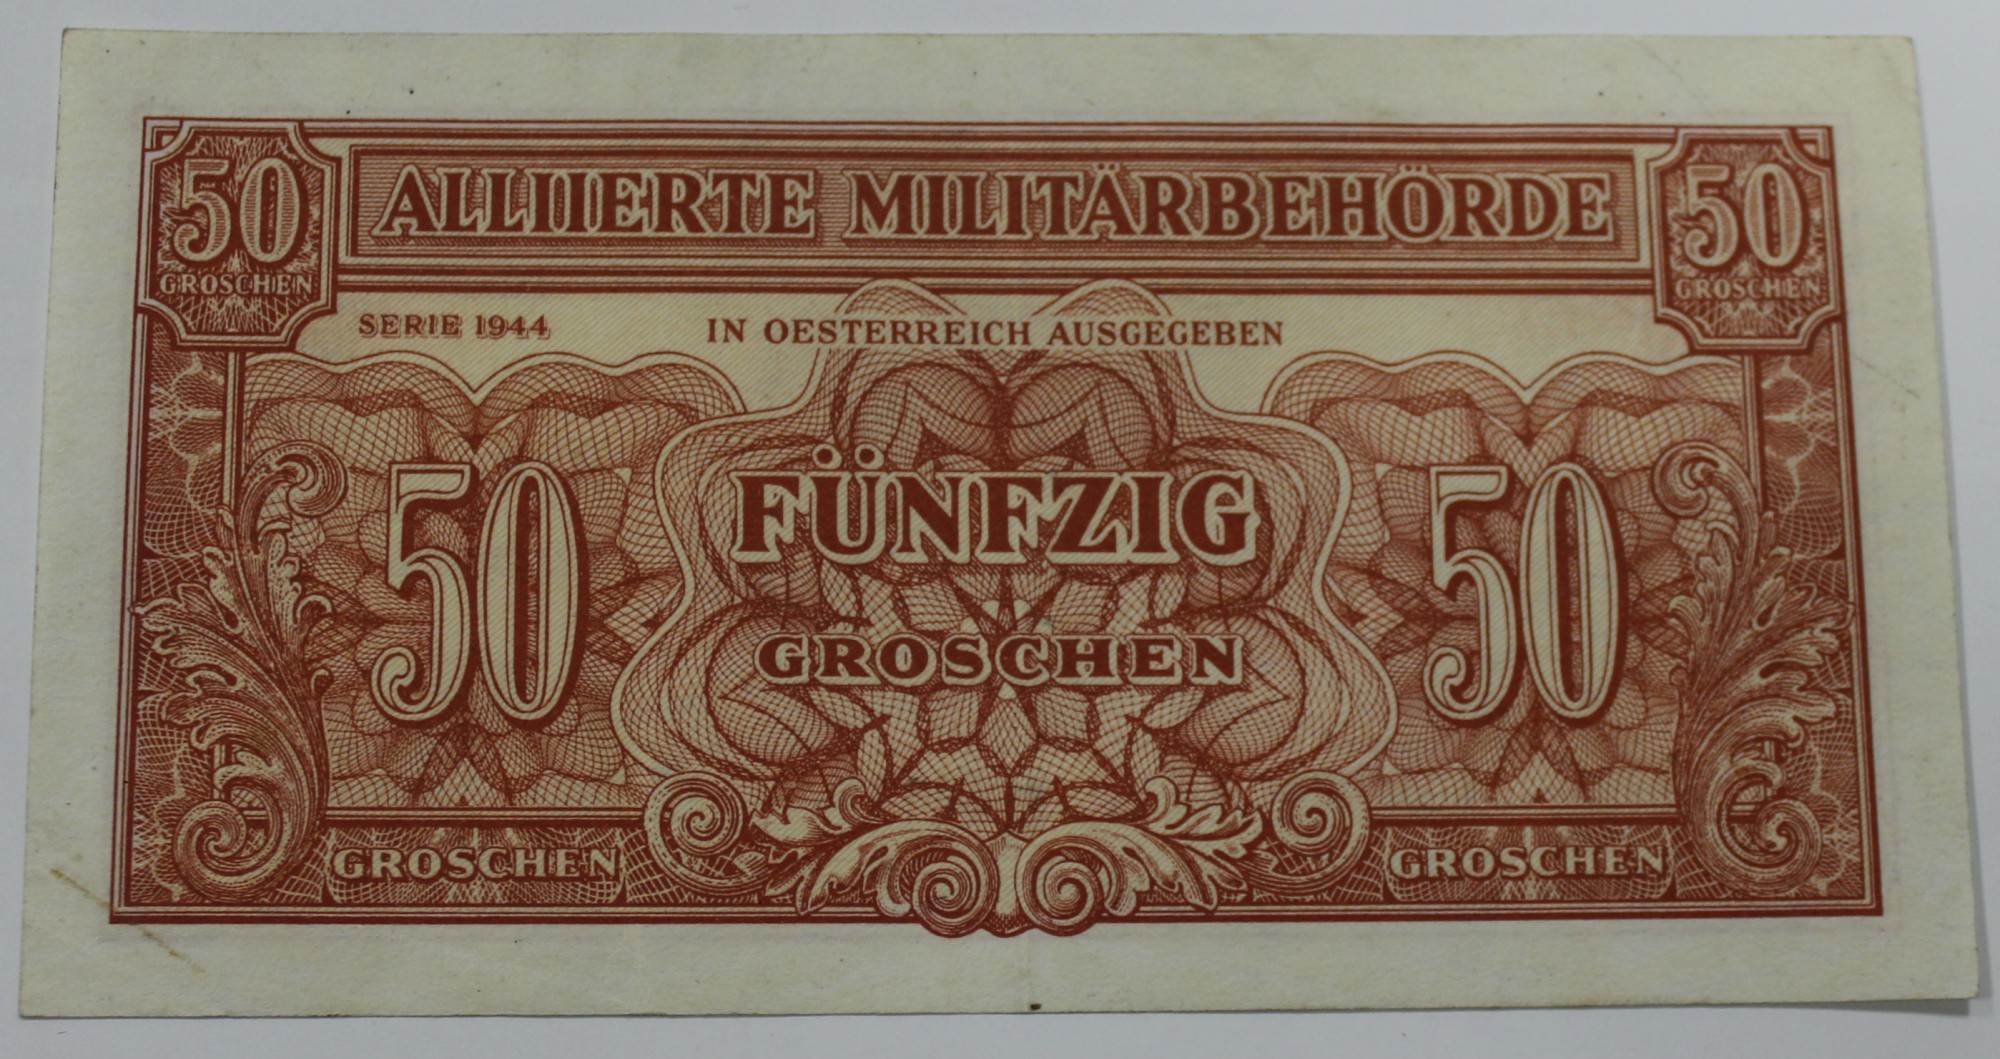 50 ALLIIERTE MILITÄRBEHÖRDE 50
GROSCHEN GROSCHEN
SERIE 1944 IN OESTERREICH AUSGEGEBEN
50 FÜNFZIG 50
GROSCHEN
GROSCHEN GROSCHEN